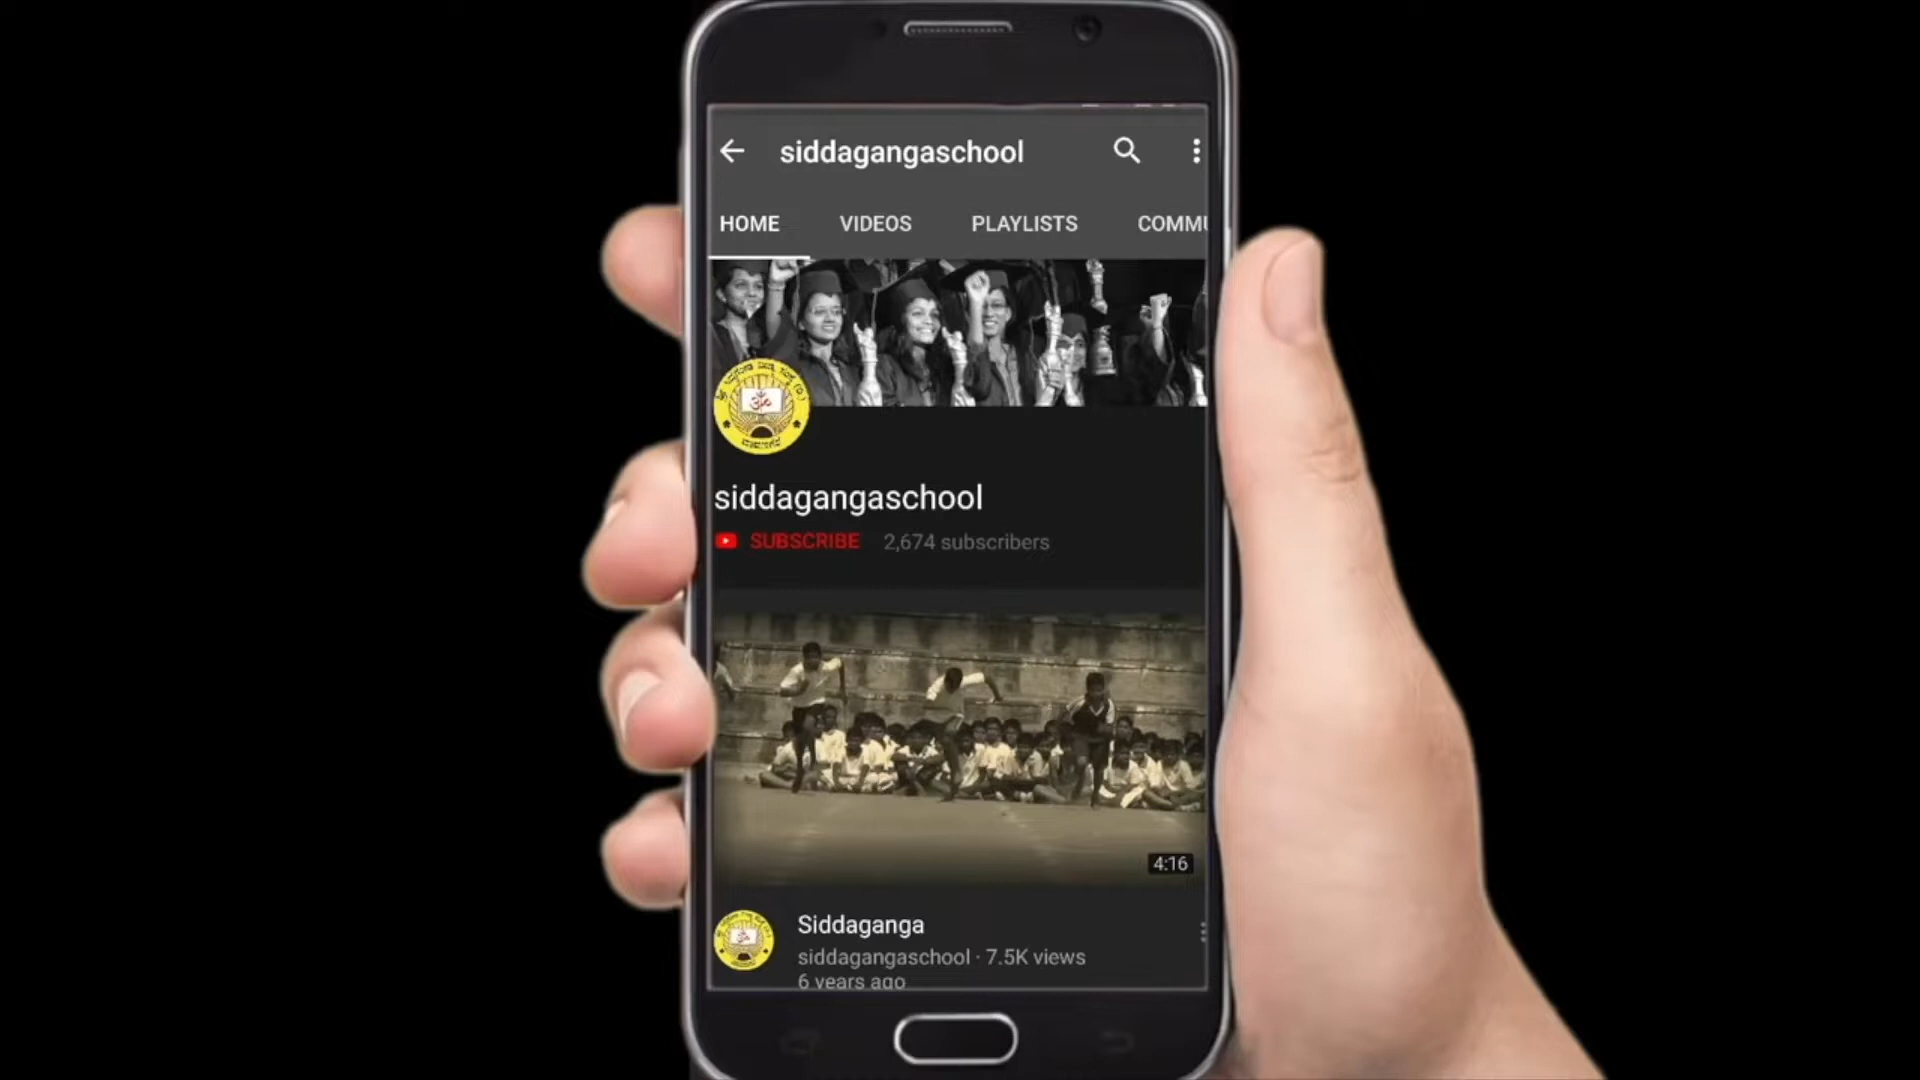 siddagangaschool
HOME VIDEOS PLAYLISTS COMMU
siddagangaschool
SUBSCRIBE 2,674 subscribers
4:16
Siddaganga
siddagangaschool · 7.5K views
6 years ago